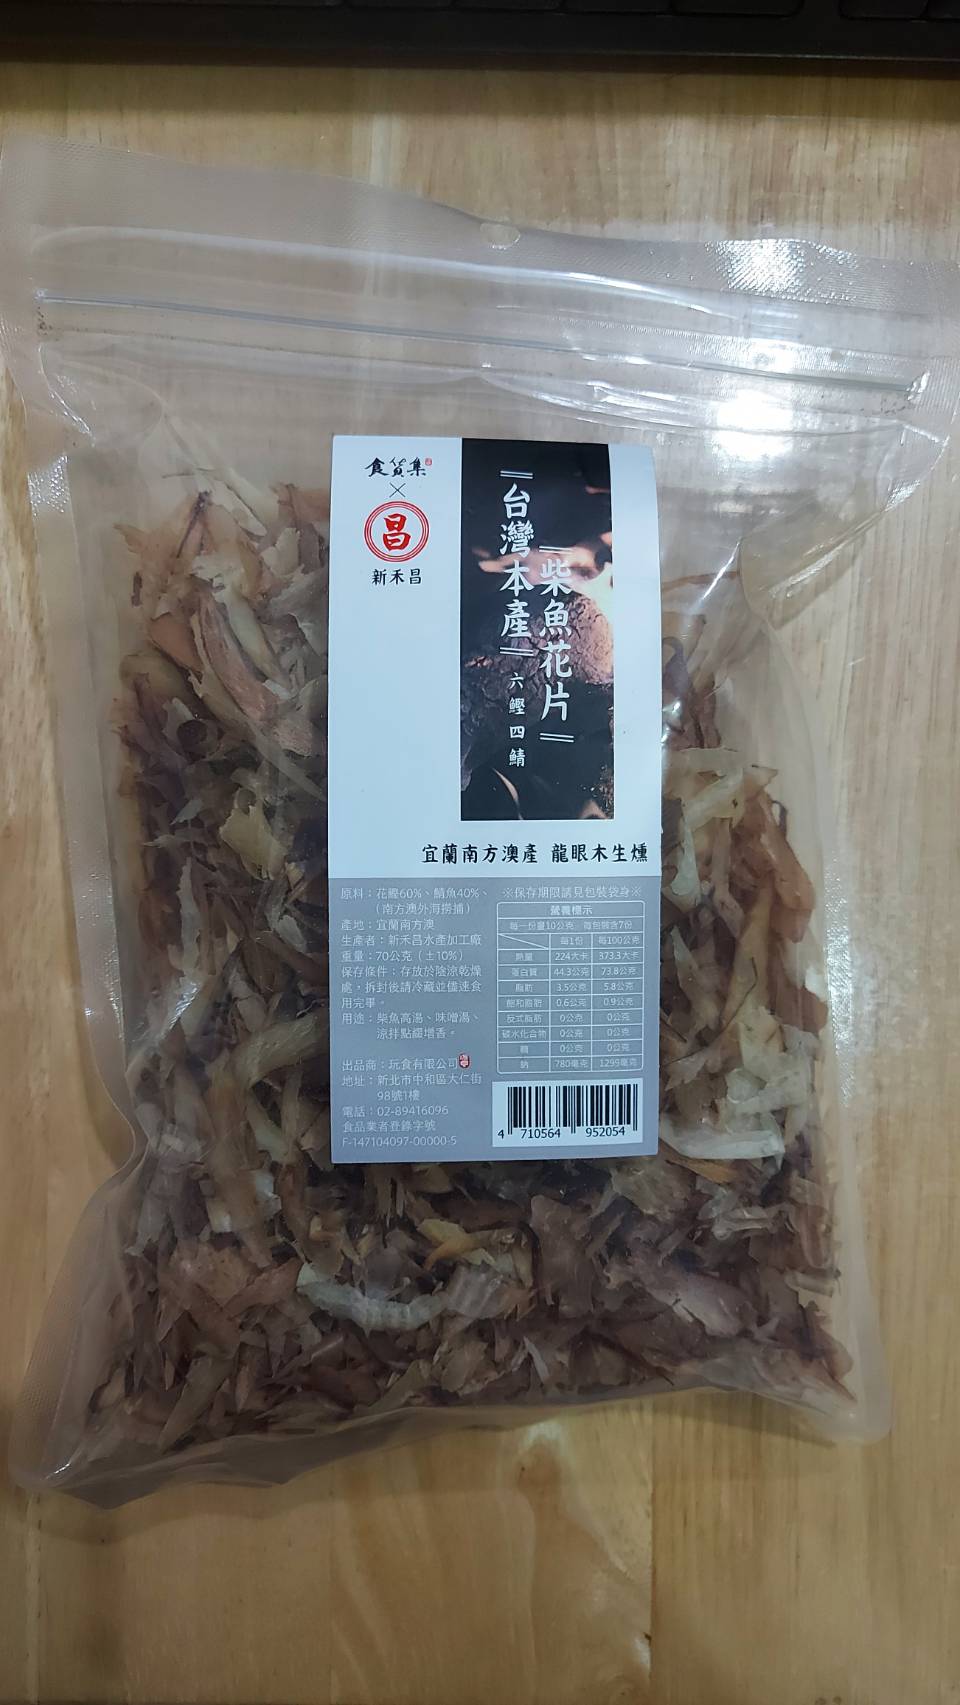 食貨集
×
昌
新禾昌
台灣本產
柴魚花片
六鰹四鯖
宜蘭南方澳產 龍眼木生燻
原料：花鰹60%、鯖魚40%、
（南方澳外海撈捕）
產地：宜蘭南方澳
生產者：新禾昌水產加工廠
重量：70公克（±10%）
保存條件：存放於陰涼乾燥
處，拆封後請冷藏並儘速食
用完畢。
用途：柴魚高湯、味噌湯、
涼拌點綴增香。
出品商：玩食有限公司
地址：新北市中和區大仁街
98號1樓
電話：02-89416096
食品業者登錄字號
F-147104097-00000-5
※保存期限請見包裝袋身※
營養標示
每一份量10公克，每包裝含7份
每1份 每100公克
熱量 224大卡 373.3大卡
蛋白質 44.3公克 73.8公克
脂肪 3.5公克 5.8公克
飽和脂肪 0.6公克 0.9公克
反式脂肪 0公克 0公克
碳水化合物 0公克 0公克
糖 0公克 0公克
鈉 780毫克 1299毫克
4 710564 952054